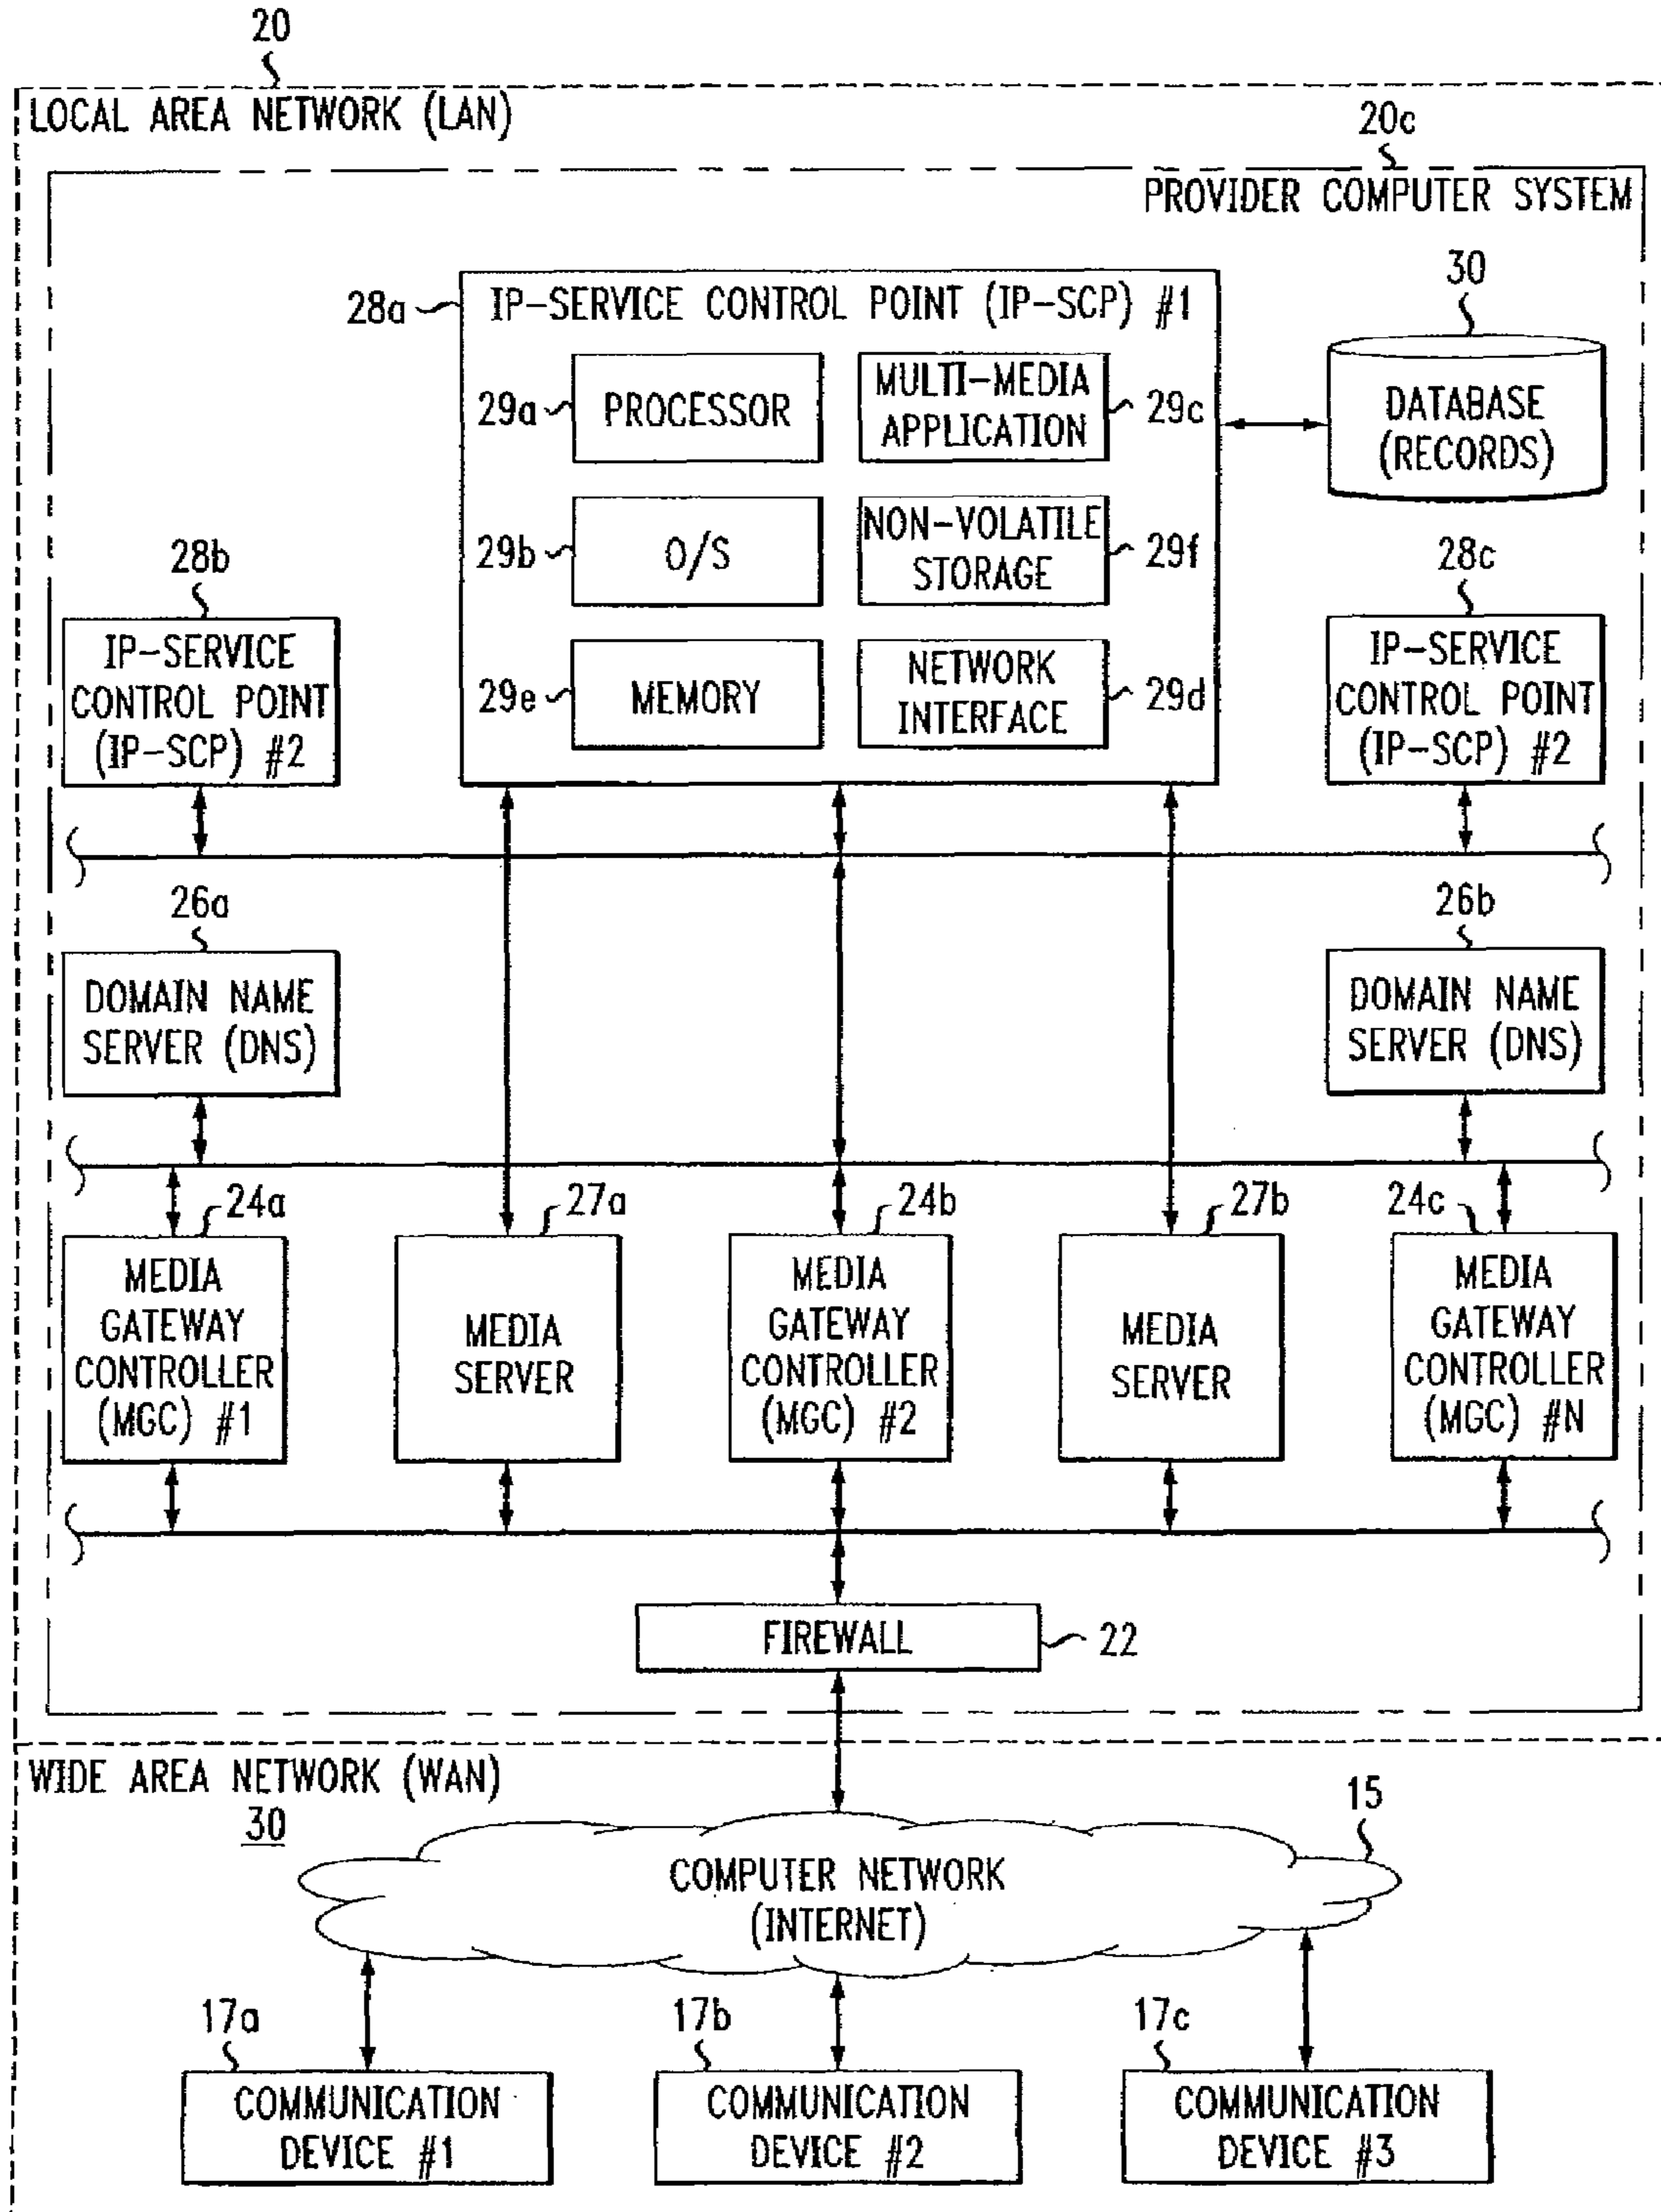 20
LOCAL AREA NETWORK (LAN)
20c
PROVIDER COMPUTER SYSTEM
28a
IP-SERVICE CONTROL POINT (IP-SCP) #1
30
DATABASE
(RECORDS)
29a
PROCESSOR
MULTI-MEDIA
APPLICATION
29c
29b
O/S
NON-VOLATILE
STORAGE
29f
29e
MEMORY
NETWORK
INTERFACE
29d
28b
IP-SERVICE
CONTROL POINT
(IP-SCP) #2
28c
IP-SERVICE
CONTROL POINT
(IP-SCP) #2
26a
DOMAIN NAME
SERVER (DNS)
26b
DOMAIN NAME
SERVER (DNS)
24a
MEDIA
GATEWAY
CONTROLLER
(MGC) #1
27a
MEDIA
SERVER
24b
MEDIA
GATEWAY
CONTROLLER
(MGC) #2
27b
MEDIA
SERVER
24c
MEDIA
GATEWAY
CONTROLLER
(MGC) #N
FIREWALL
22
WIDE AREA NETWORK (WAN)
30
15
COMPUTER NETWORK
(INTERNET)
17a
COMMUNICATION
DEVICE #1
17b
COMMUNICATION
DEVICE #2
17c
COMMUNICATION
DEVICE #3